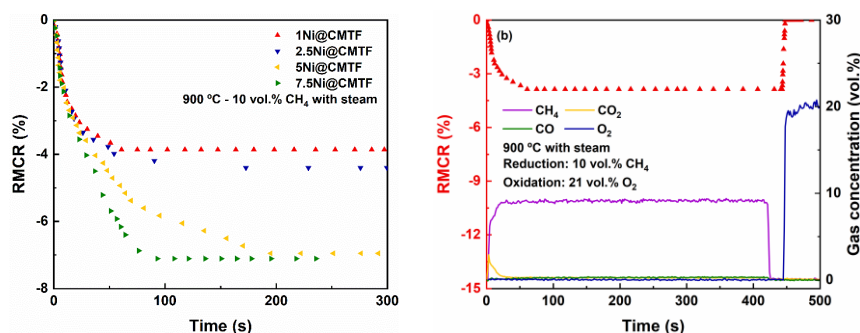 0
-2
-4
-6
-8
RMCR (%)
0
100
200
300
Time (s)
1Ni@CMTF
2.5Ni@CMTF
5Ni@CMTF
7.5Ni@CMTF
900 ºC - 10 vol.% CH₄ with steam
(b)
0
-3
-6
-9
-12
-15
RMCR (%)
CH₄
CO₂
CO
O₂
900 ºC with steam
Reduction: 10 vol.% CH₄
Oxidation: 21 vol.% O₂
0
100
200
300
400
500
Time (s)
30
20
10
0
Gas concentration (vol.%)